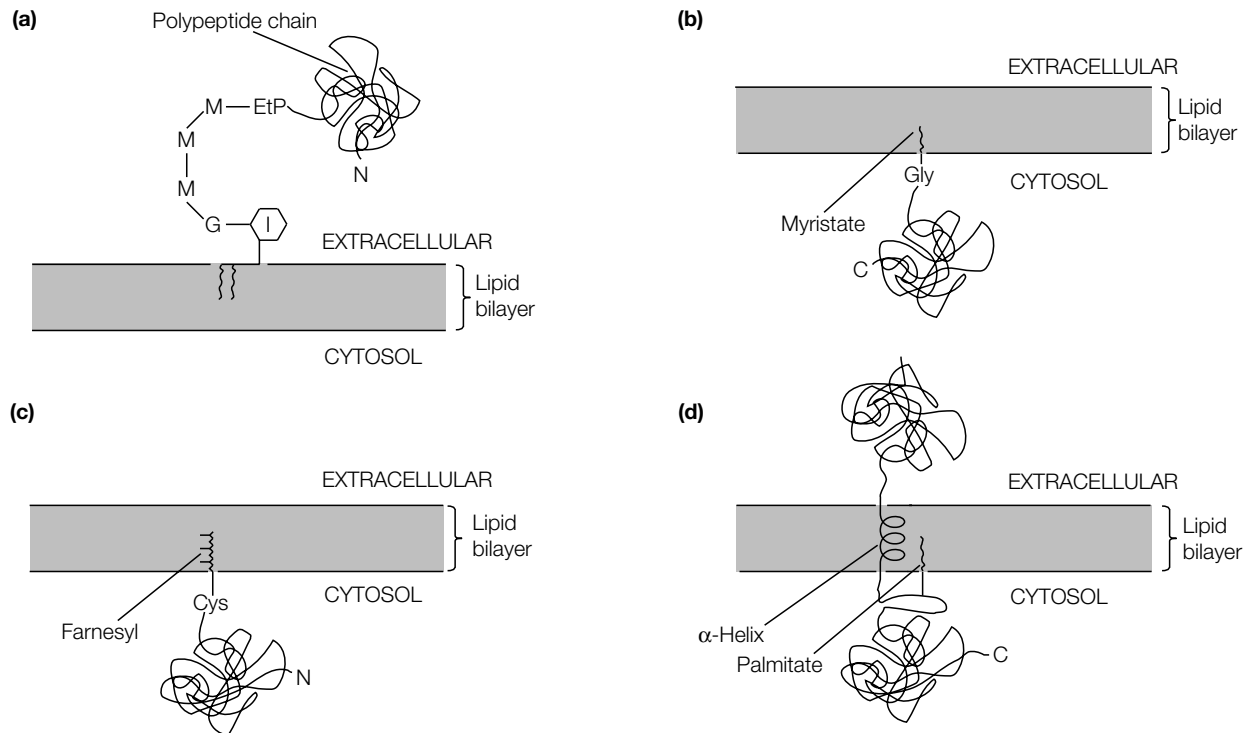 (a)
Polypeptide chain
M
EtP
M
M
N
G
I
EXTRACELLULAR
Lipid
bilayer
CYTOSOL
(b)
EXTRACELLULAR
Lipid
bilayer
Gly
CYTOSOL
Myristate
C
(c)
EXTRACELLULAR
Lipid
bilayer
Cys
CYTOSOL
Farnesyl
N
(d)
EXTRACELLULAR
Lipid
bilayer
CYTOSOL
α-Helix
Palmitate
C